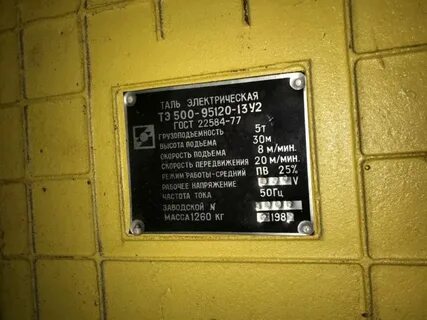 ТАЛЬ ЭЛЕКТРИЧЕСКАЯ
ТЭ 500-95120-13У2
ГОСТ 22584-77
ГРУЗОПОДЪЕМНОСТЬ 5т
ВЫСОТА ПОДЪЕМА 30м
СКОРОСТЬ ПОДЪЕМА 8 м/мин.
СКОРОСТЬ ПЕРЕДВИЖЕНИЯ 20 м/мин.
РЕЖИМ РАБОТЫ-СРЕДНИЙ ПВ 25%
РАБОЧЕЕ НАПРЯЖЕНИЕ V
ЧАСТОТА ТОКА 50Гц
ЗАВОДСКОЙ N
МАССА 1260 КГ